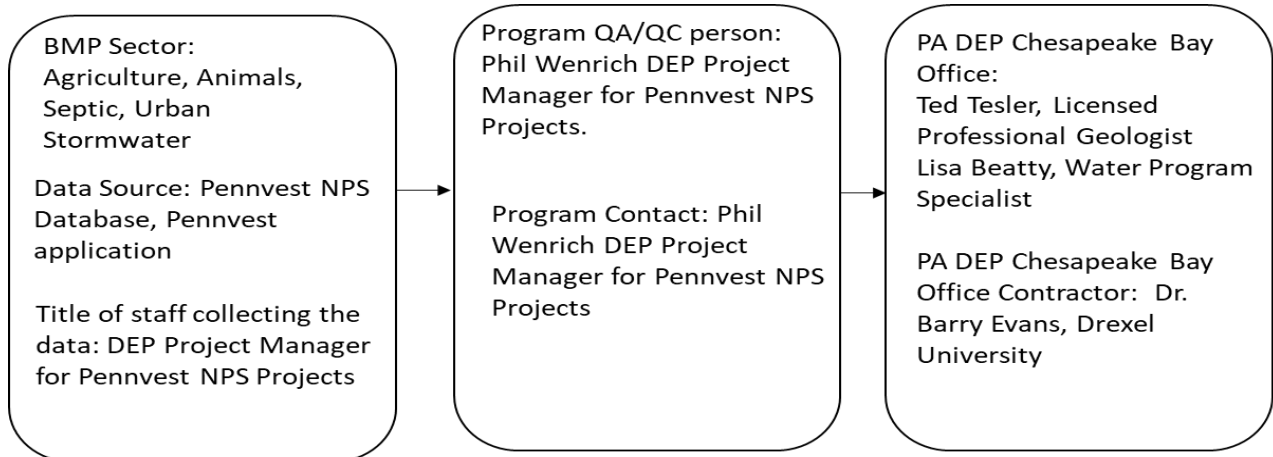 BMP Sector:
Agriculture, Animals,
Septic, Urban
Stormwater
Data Source: Pennvest NPS
Database, Pennvest
application
Title of staff collecting the
data: DEP Project Manager
for Pennvest NPS Projects
Program QA/QC person:
Phil Wenrich DEP Project
Manager for Pennvest NPS
Projects.
Program Contact: Phil
Wenrich DEP Project
Manager for Pennvest NPS
Projects
PA DEP Chesapeake Bay
Office:
Ted Tesler, Licensed
Professional Geologist
Lisa Beatty, Water Program
Specialist
PA DEP Chesapeake Bay
Office Contractor: Dr.
Barry Evans, Drexel
University